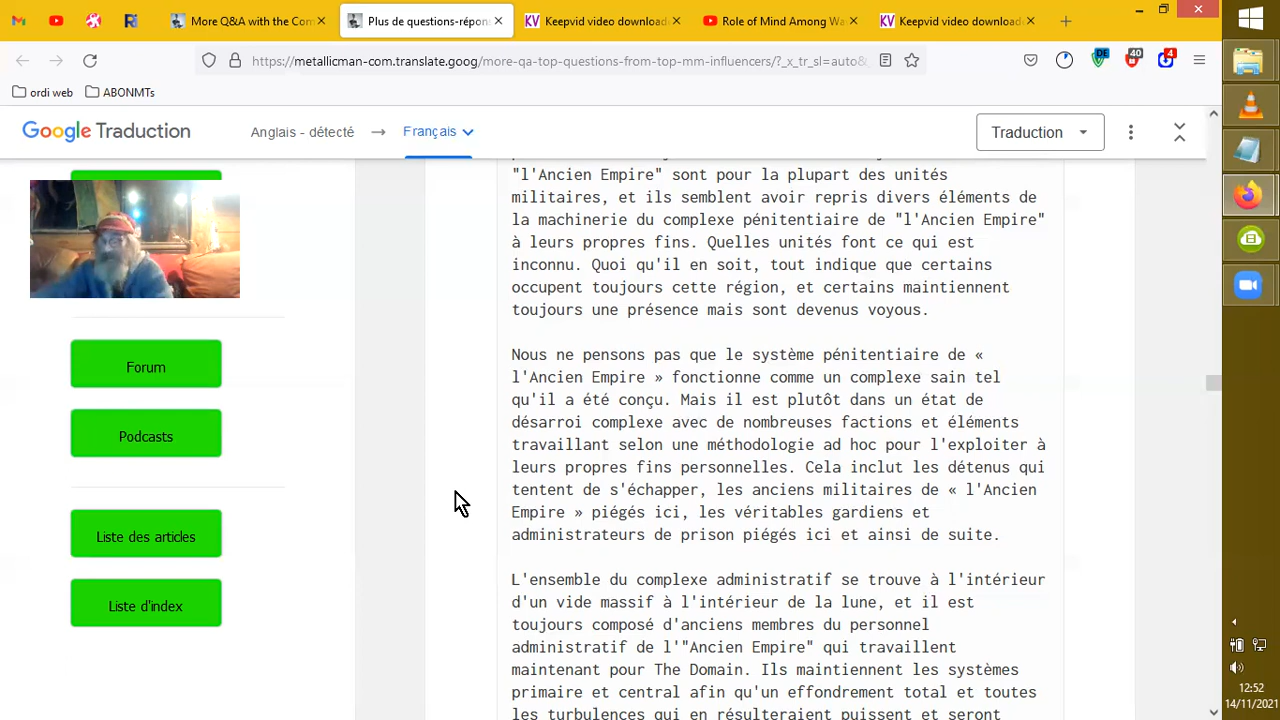 More Q&A with the Com
Plus de questions-répon
Keepvid video download
Role of Mind Among Wa
Keepvid video download
https://metallicman-com.translate.goog/more-qa-top-questions-from-top-mm-influencers/?_x_tr_sl=auto&
DE
40
4
ordi web
ABONMTs
Google Traduction
Anglais - détecté
Français
Traduction
"l'Ancien Empire" sont pour la plupart des unités
militaires, et ils semblent avoir repris divers éléments de
la machinerie du complexe pénitentiaire de "l'Ancien Empire"
à leurs propres fins. Quelles unités font ce qui est
inconnu. Quoi qu'il en soit, tout indique que certains
occupent toujours cette région, et certains maintiennent
toujours une présence mais sont devenus voyous.
Nous ne pensons pas que le système pénitentiaire de «
l'Ancien Empire » fonctionne comme un complexe sain tel
qu'il a été conçu. Mais il est plutôt dans un état de
désarroi complexe avec de nombreuses factions et éléments
travaillant selon une méthodologie ad hoc pour l'exploiter à
leurs propres fins personnelles. Cela inclut les détenus qui
tentent de s'échapper, les anciens militaires de « l'Ancien
Empire » piégés ici, les véritables gardiens et
administrateurs de prison piégés ici et ainsi de suite.
L'ensemble du complexe administratif se trouve à l'intérieur
d'un vide massif à l'intérieur de la lune, et il est
toujours composé d'anciens membres du personnel
administratif de l'"Ancien Empire" qui travaillent
maintenant pour The Domain. Ils maintiennent les systèmes
primaire et central afin qu'un effondrement total et toutes
les turbulences qui en résulteraient puissent et seront
Forum
Podcasts
Liste des articles
Liste d'index
12:52
14/11/2021